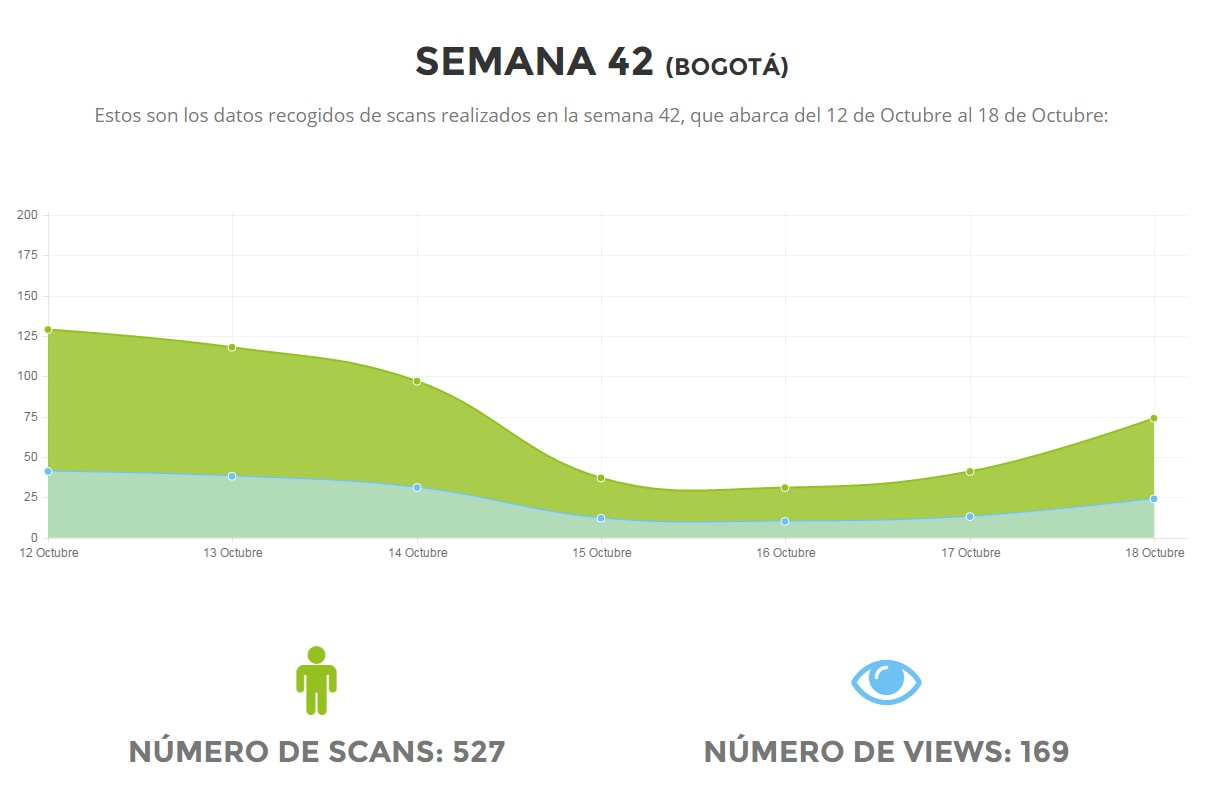 SEMANA 42 (BOGOTÁ)
Estos son los datos recogidos de scans realizados en la semana 42, que abarca del 12 de Octubre al 18 de Octubre:
200
175
150
125
100
75
50
25
0
12 Octubre 13 Octubre 14 Octubre 15 Octubre 16 Octubre 17 Octubre 18 Octubre
NÚMERO DE SCANS: 527 NÚMERO DE VIEWS: 169